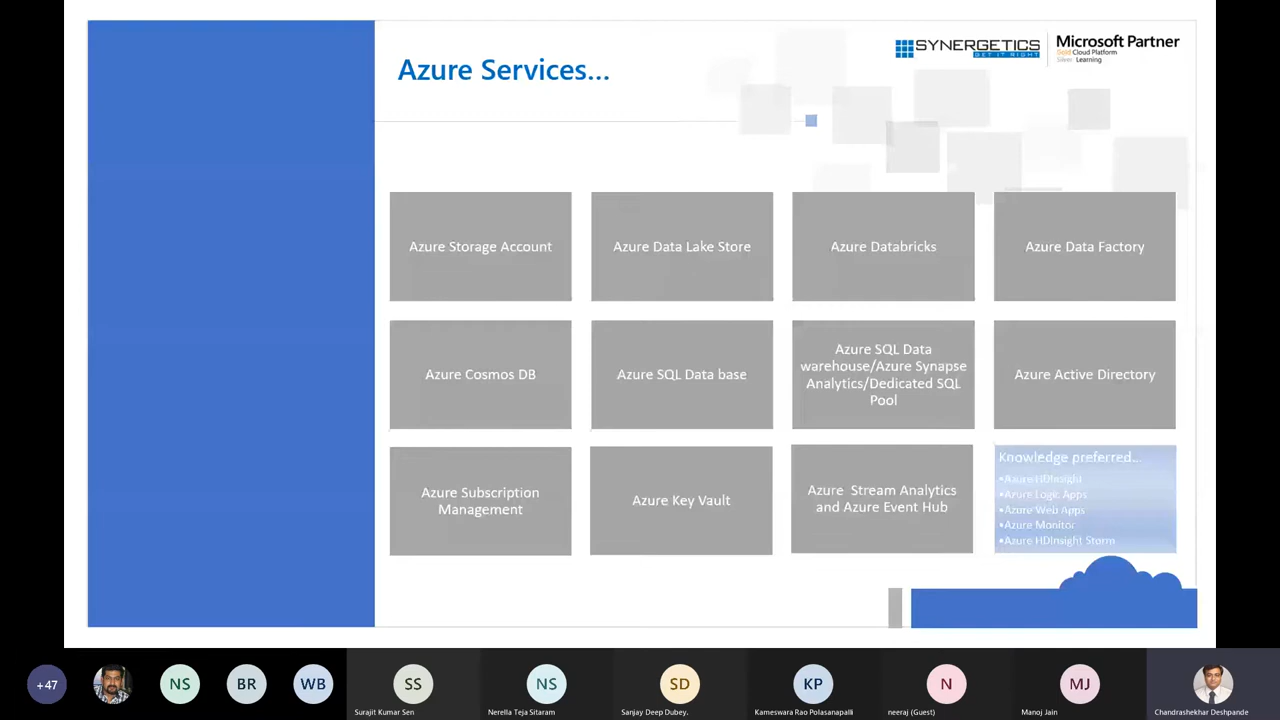 Azure Services...
SYNERGETICS
GET IT RIGHT
Microsoft Partner
Gold Cloud Platform
Silver Learning
Azure Storage Account
Azure Data Lake Store
Azure Databricks
Azure Data Factory
Azure Cosmos DB
Azure SQL Data base
Azure SQL Data
warehouse/Azure Synapse
Analytics/Dedicated SQL
Pool
Azure Active Directory
Azure Subscription
Management
Azure Key Vault
Azure Stream Analytics
and Azure Event Hub
Knowledge preferred...
•Azure HDInsight
•Azure Logic Apps
•Azure Web Apps
•Azure Monitor
•Azure HDInsight Storm
+47
NS
BR
WB
SS
Surajit Kumar Sen
NS
Nerella Teja Sitaram
SD
Sanjay Deep Dubey.
KP
Kameswara Rao Polasanapalli
N
neeraj (Guest)
MJ
Manoj Jain
Chandrashekhar Deshpande